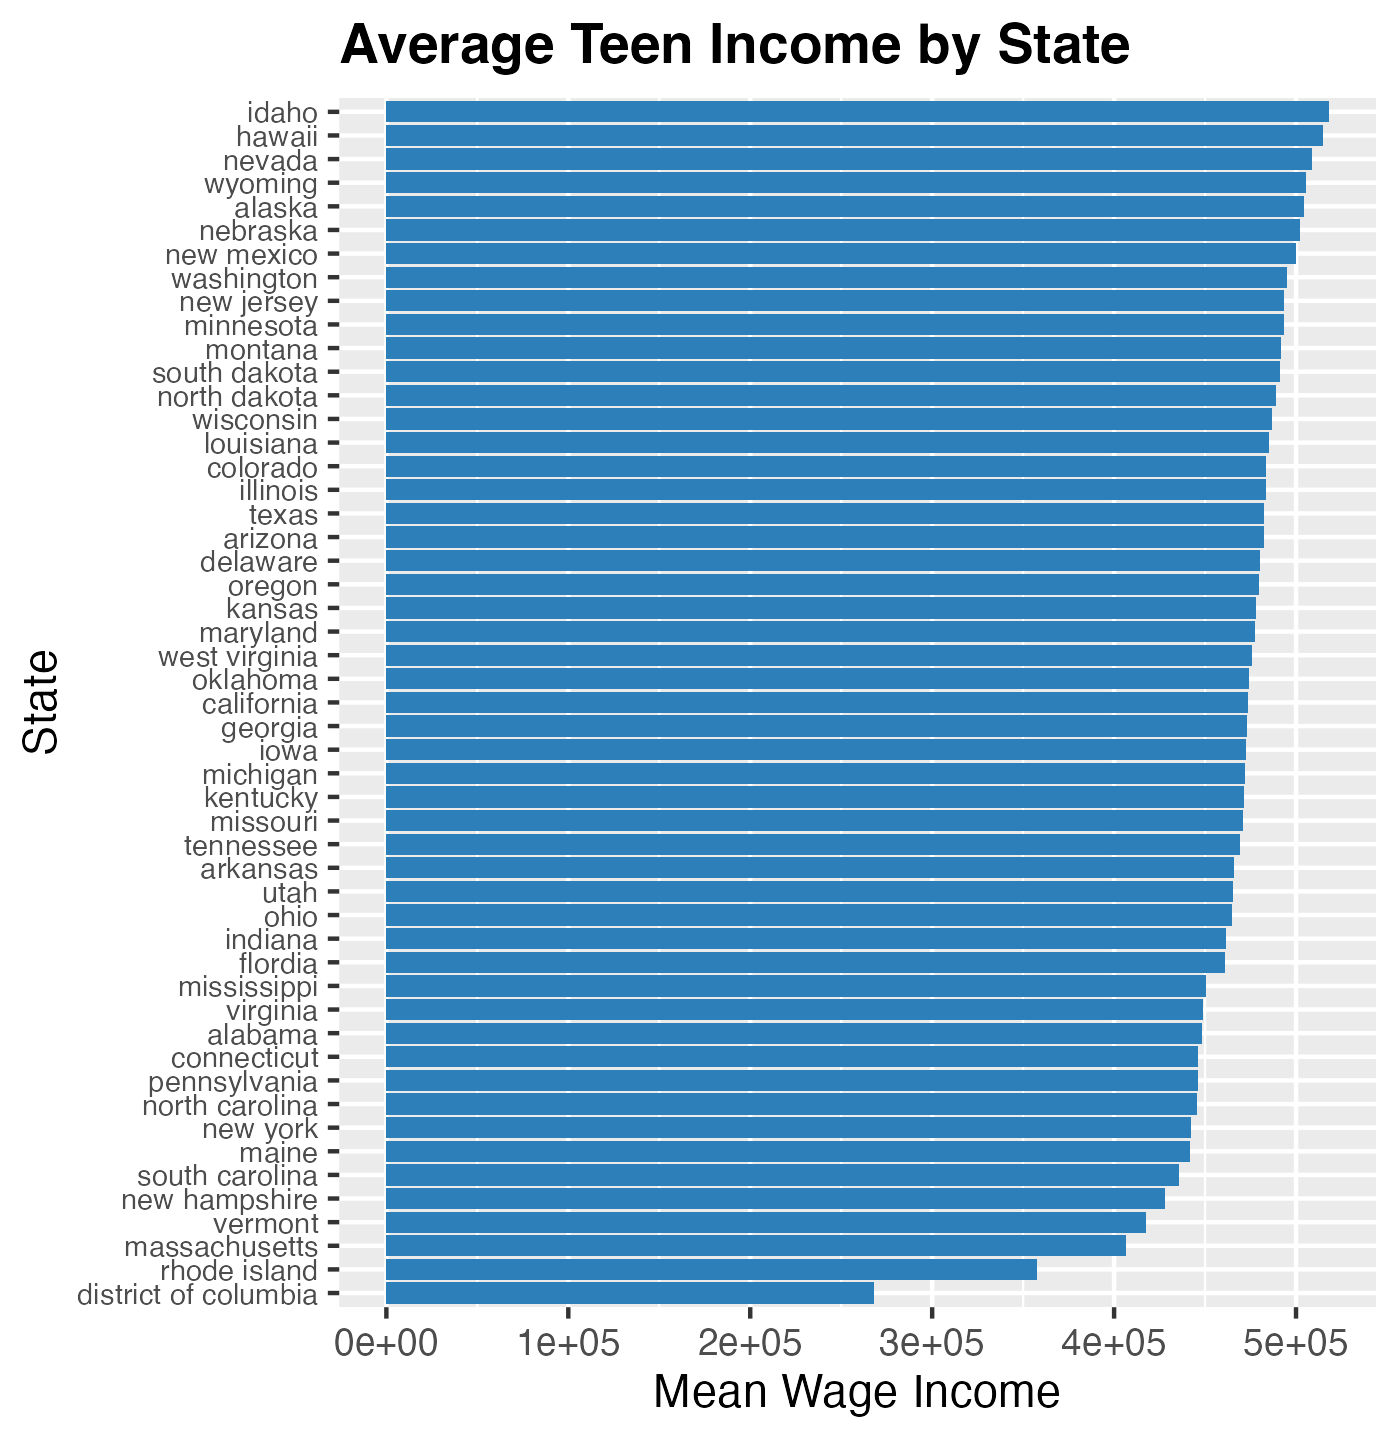 Average Teen Income by State
idaho
hawaii
nevada
wyoming
alaska
nebraska
new mexico
washington
new jersey
minnesota
montana
south dakota
north dakota
wisconsin
louisiana
colorado
illinois
texas
arizona
delaware
oregon
kansas
maryland
west virginia
oklahoma
california
georgia
iowa
michigan
kentucky
missouri
tennessee
arkansas
utah
ohio
indiana
flordia
mississippi
virginia
alabama
connecticut
pennsylvania
north carolina
new york
maine
south carolina
new hampshire
vermont
massachusetts
rhode island
district of columbia
State
0e+00 1e+05 2e+05 3e+05 4e+05 5e+05
Mean Wage Income